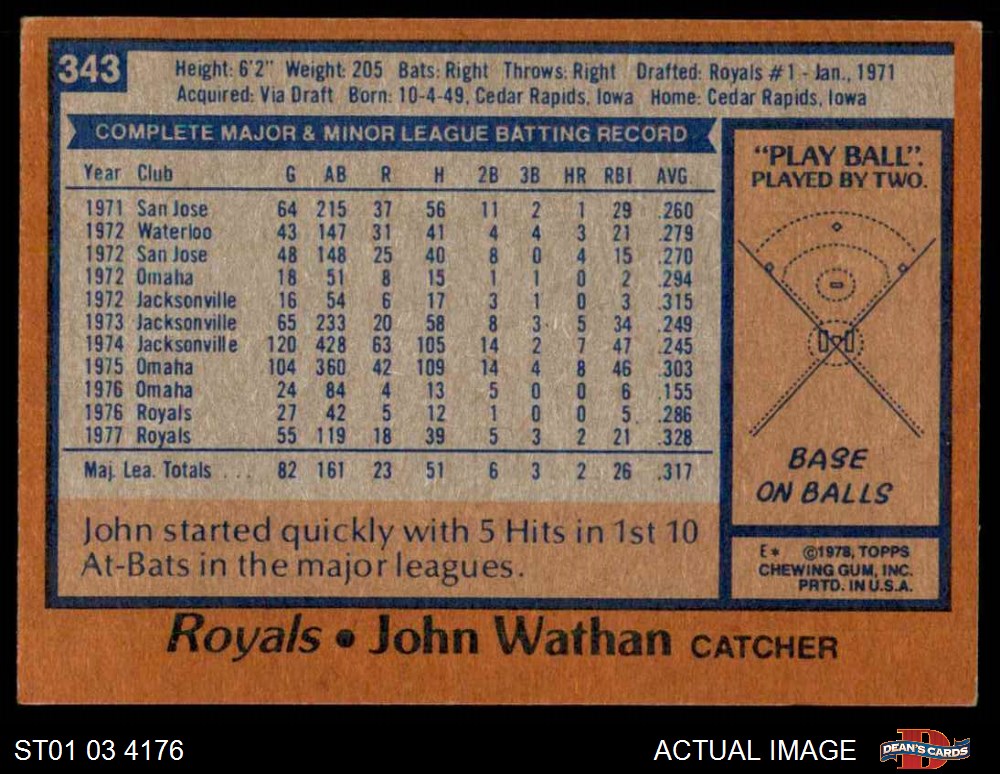 343
Height: 6'2" Weight: 205 Bats: Right Throws: Right Drafted: Royals #1 - Jan., 1971
Acquired: Via Draft Born: 10-4-49, Cedar Rapids, Iowa Home: Cedar Rapids, Iowa
COMPLETE MAJOR & MINOR LEAGUE BATTING RECORD
Year Club G AB R H 2B 3B HR RBI AVG.
1971 San Jose 64 215 37 56 11 2 1 29 .260
1972 Waterloo 43 147 31 41 4 4 3 21 .279
1972 San Jose 48 148 25 40 8 0 4 15 .270
1972 Omaha 18 51 8 15 1 1 0 2 .294
1972 Jacksonville 16 54 6 17 3 1 0 3 .315
1973 Jacksonville 65 233 20 58 8 3 5 34 .249
1974 Jacksonville 120 428 63 105 14 2 7 47 .245
1975 Omaha 104 360 42 109 14 4 8 46 .303
1976 Omaha 24 84 4 13 5 0 0 6 .155
1976 Royals 27 42 5 12 1 0 0 5 .286
1977 Royals 55 119 18 39 5 3 2 21 .328
Maj. Lea. Totals ... 82 161 23 51 6 3 2 26 .317
John started quickly with 5 Hits in 1st 10
At-Bats in the major leagues.
"PLAY BALL".
PLAYED BY TWO.
BASE
ON BALLS
E* ©1978, TOPPS
CHEWING GUM, INC.
PRTD. IN U.S.A.
Royals • John Wathan CATCHER
ST01 03 4176
ACTUAL IMAGE
DEAN'S CARDS